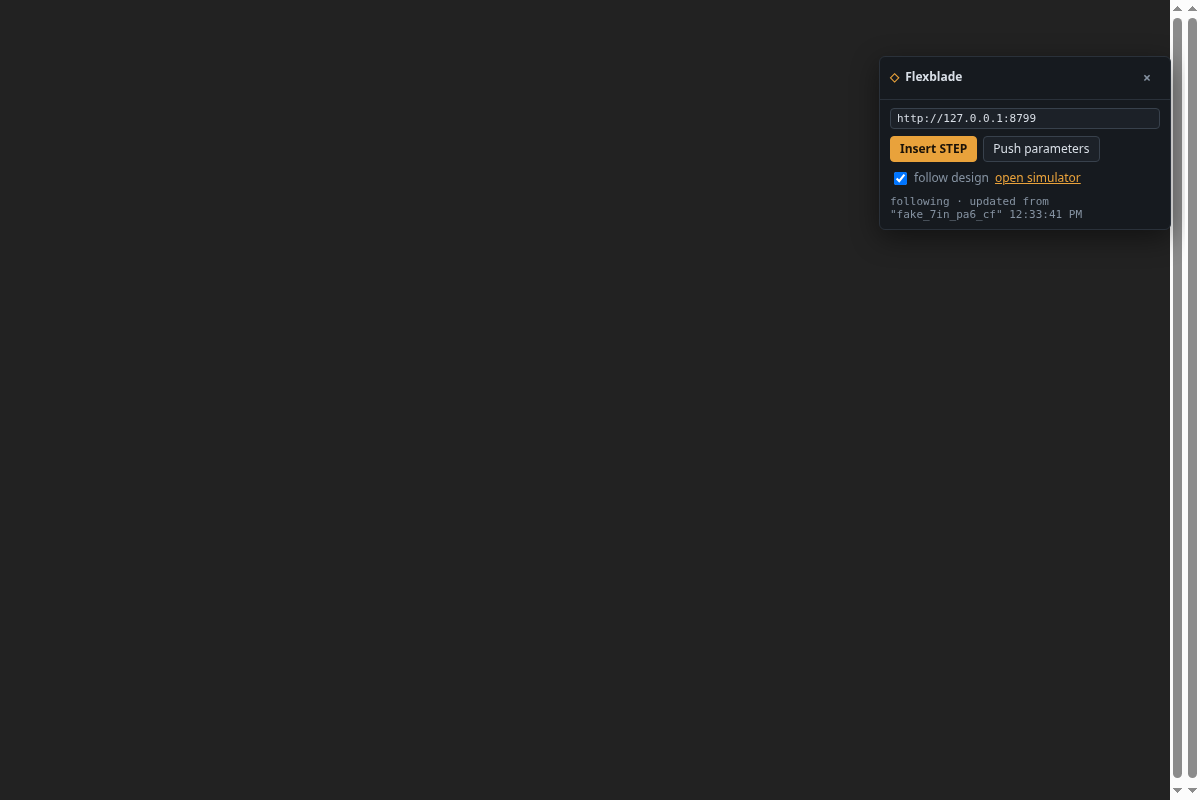 ◇ Flexblade ×
http://127.0.0.1:8799
Insert STEP Push parameters
follow design open simulator
following · updated from
"fake_7in_pa6_cf" 12:33:41 PM